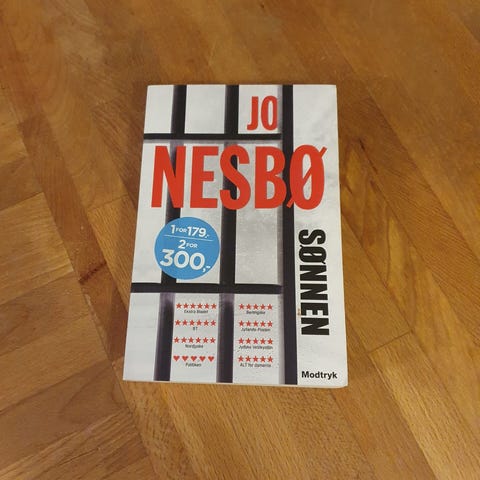 JO
NESBØ
SØNNEN
1 FOR 179,-
2 FOR
300,-
★★★★★★
Ekstra Bladet
★★★★★★
BT
★★★★★★
Nordjyske
♥♥♥♥♥
Politiken
★★★★★
Berlingske
★★★★★
Jyllands-Posten
★★★★★
Jydske Vestkysten
★★★★★
ALT for damerne
Modtryk